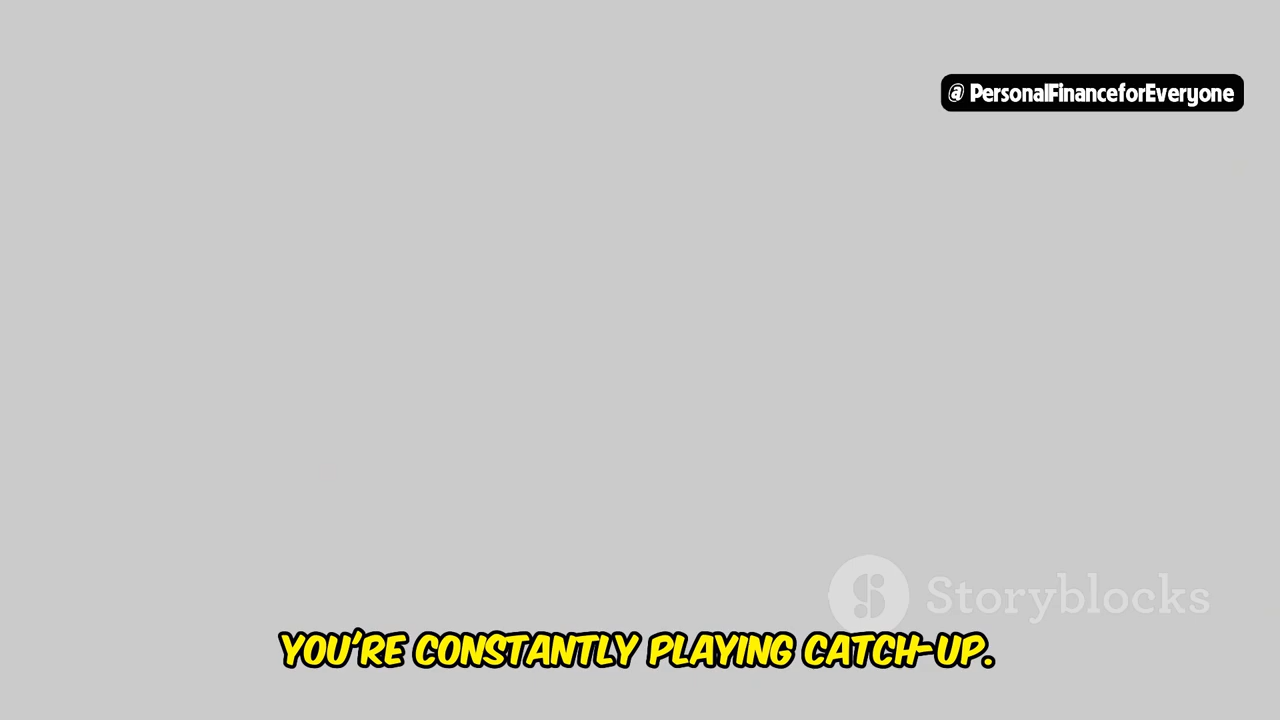 @ PersonalFinanceforEveryone
Storyblocks
YOU'RE CONSTANTLY PLAYING CATCH-UP.